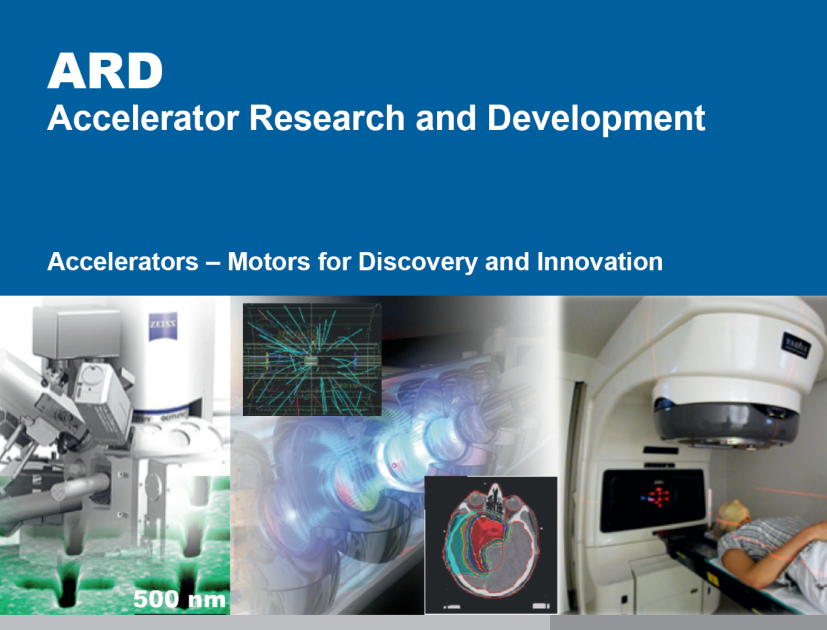 ARD
Accelerator Research and Development
Accelerators – Motors for Discovery and Innovation
ZEISS
VARIAN
500 nm